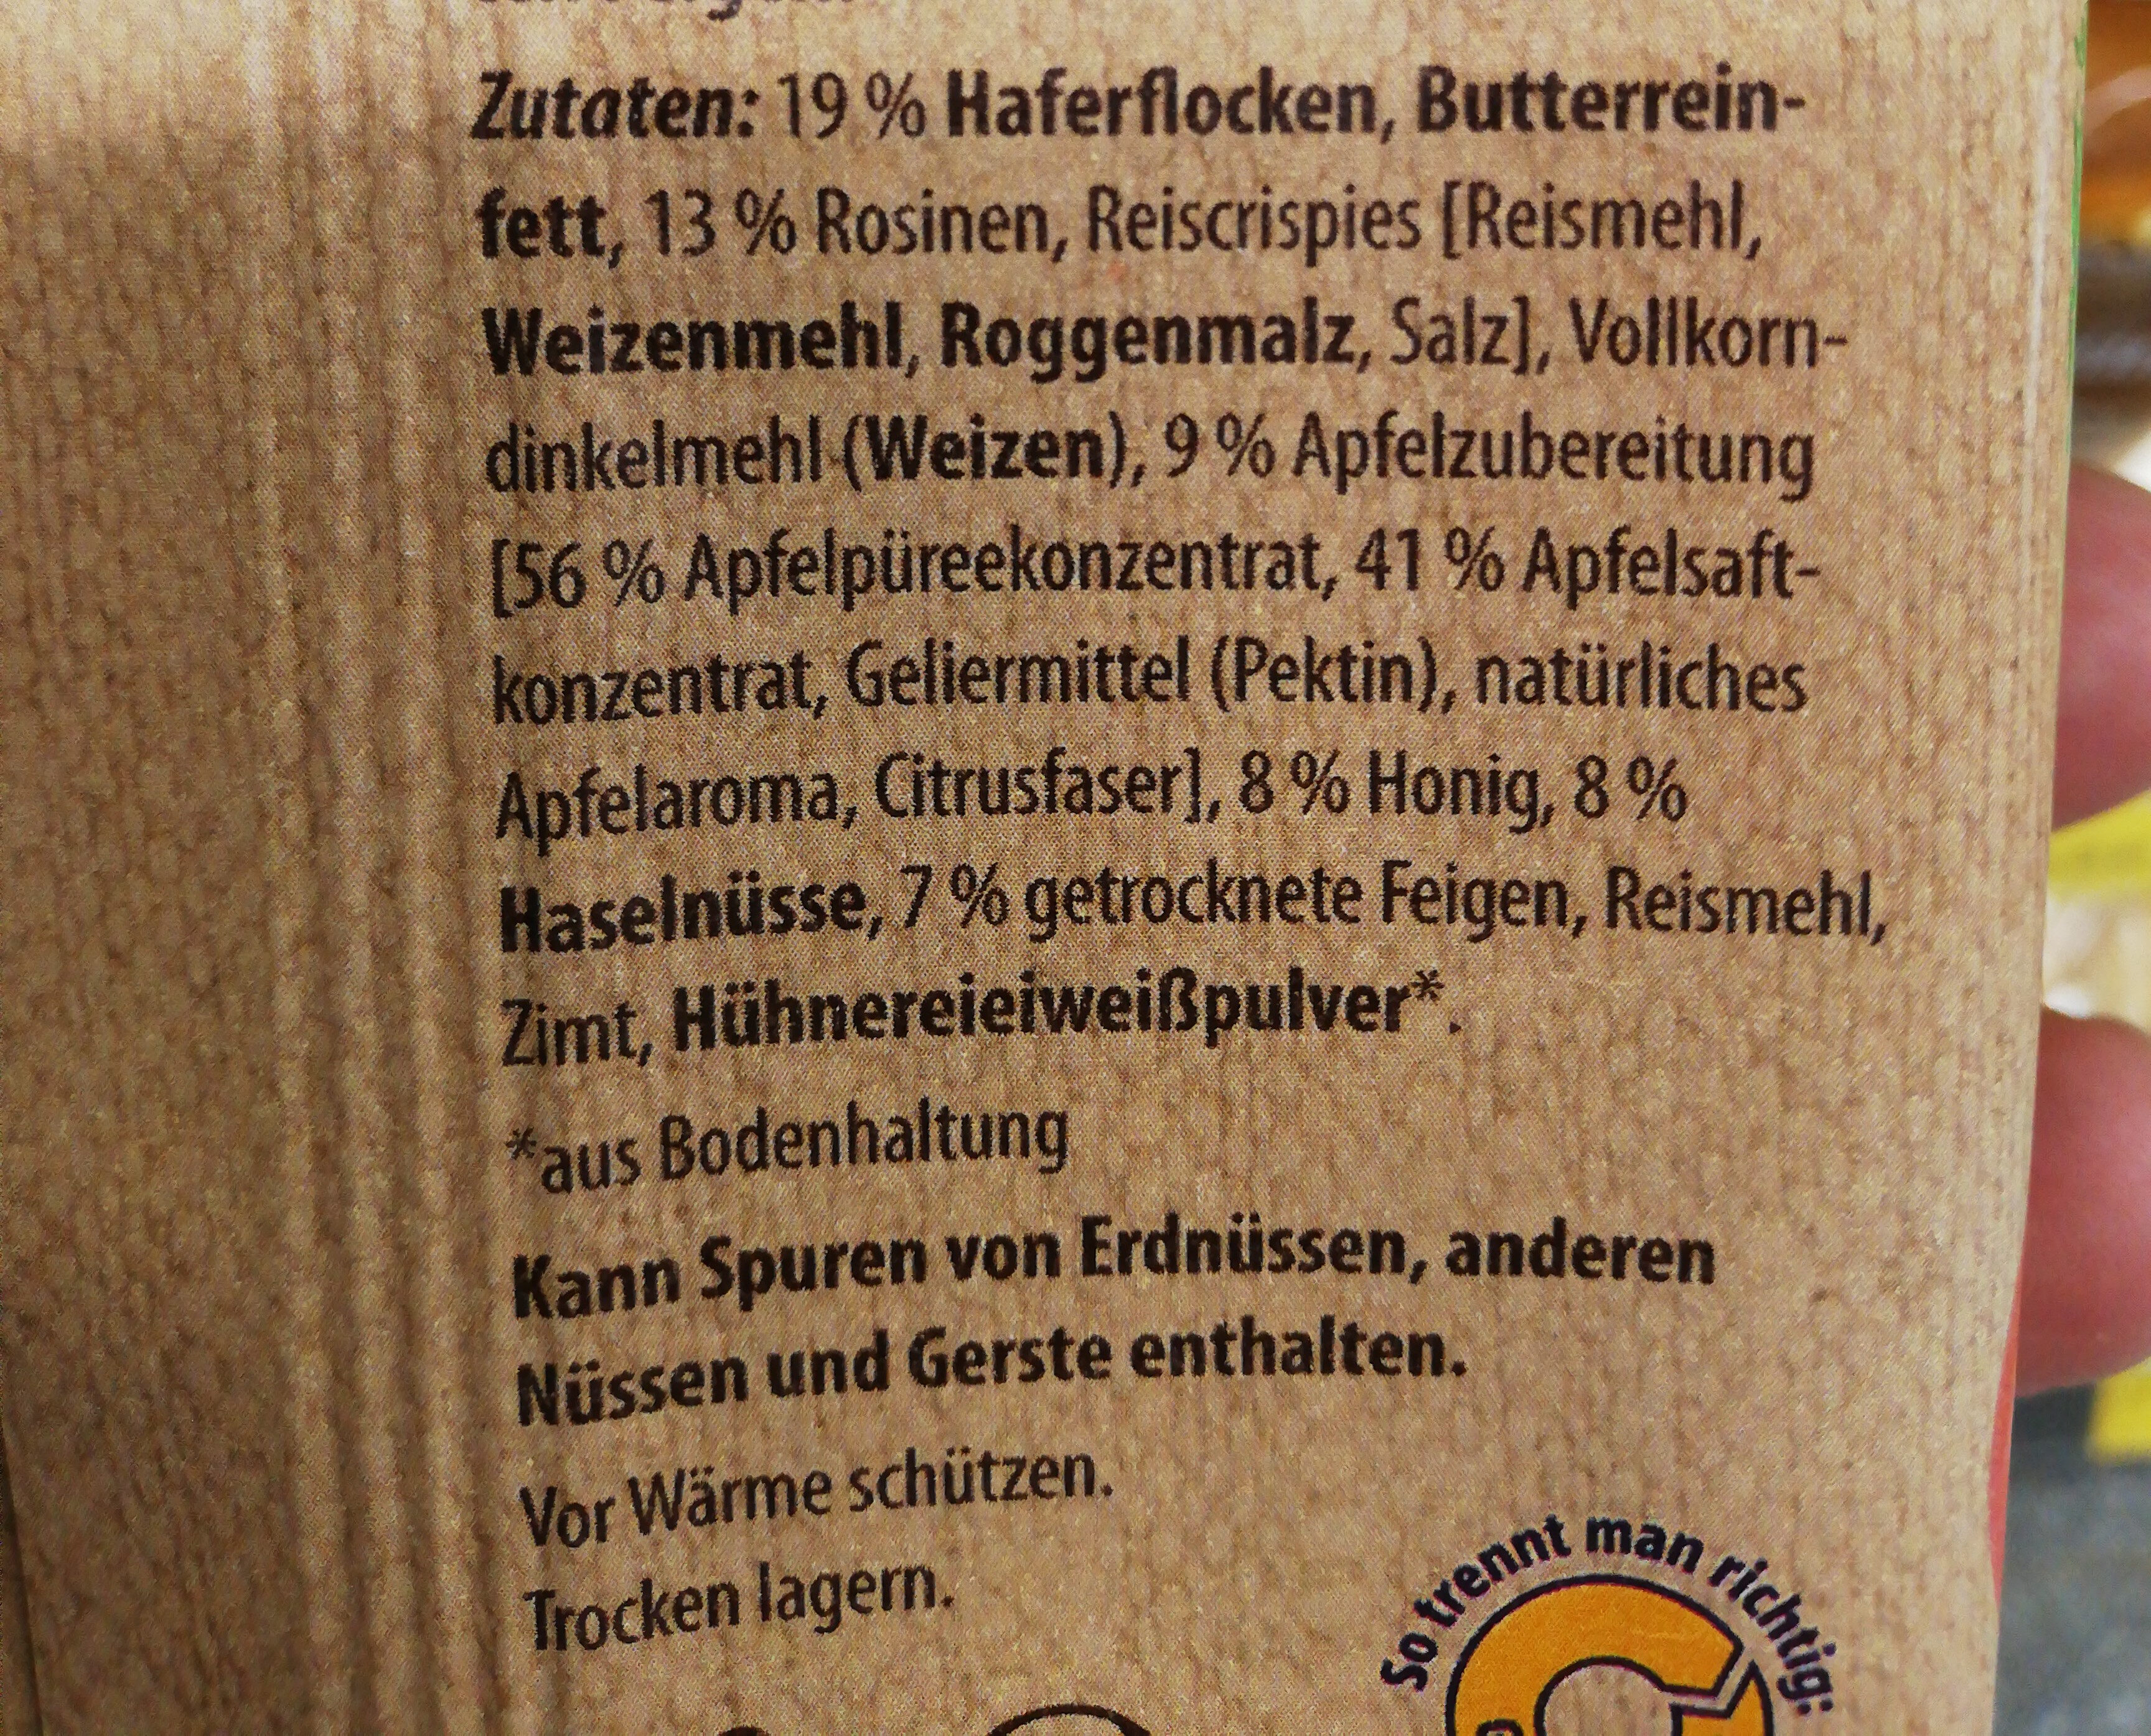 Zutaten: 19 % Haferflocken, Butterrein-
fett, 13 % Rosinen, Reiscrispies [Reismehl,
Weizenmehl, Roggenmalz, Salz], Vollkorn-
dinkelmehl (Weizen), 9 % Apfelzubereitung
[56 % Apfelpüreekonzentrat, 41 % Apfelsaft-
konzentrat, Geliermittel (Pektin), natürliches
Apfelaroma, Citrusfaser], 8 % Honig, 8 %
Haselnüsse, 7 % getrocknete Feigen, Reismehl,
Zimt, Hühnereieiweißpulver*.
*aus Bodenhaltung
Kann Spuren von Erdnüssen, anderen
Nüssen und Gerste enthalten.
Vor Wärme schützen.
Trocken lagern.
So trennt man richtig: